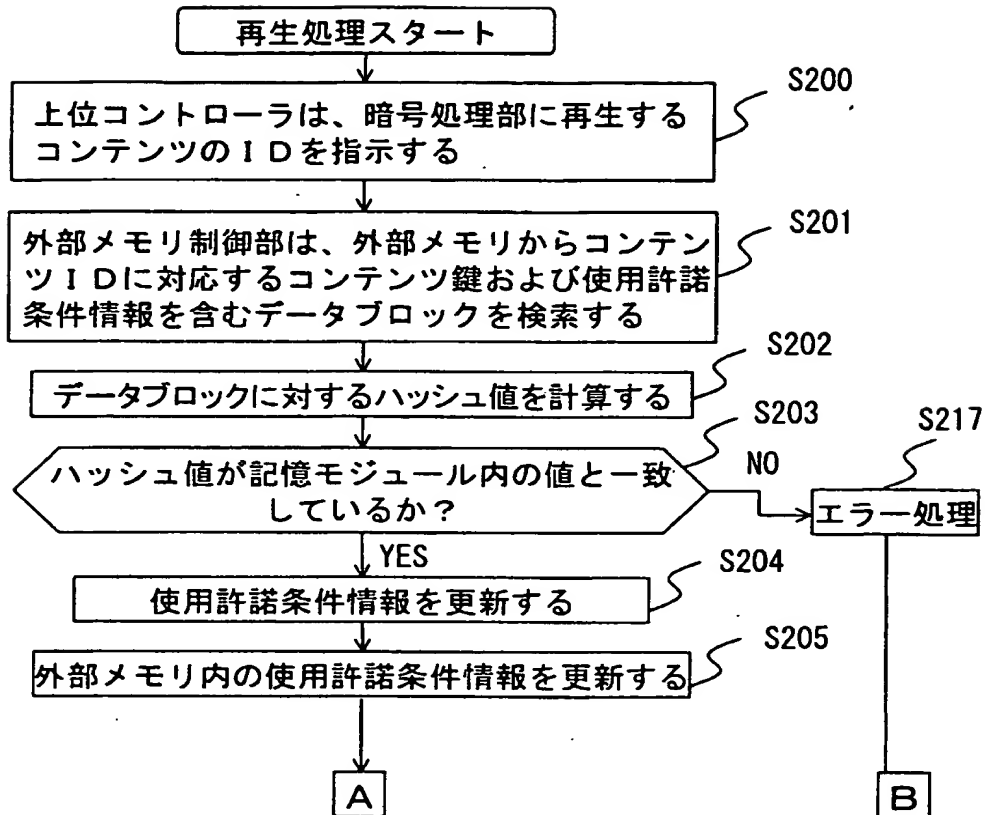 再生処理スタート
S200
上位コントローラは、暗号処理部に再生する
コンテンツのＩＤを指示する
S201
外部メモリ制御部は、外部メモリからコンテン
ツＩＤに対応するコンテンツ鍵および使用許諾
条件情報を含むデータブロックを検索する
S202
データブロックに対するハッシュ値を計算する
S203
ハッシュ値が記憶モジュール内の値と一致
しているか？
NO
S217
エラー処理
YES
S204
使用許諾条件情報を更新する
S205
外部メモリ内の使用許諾条件情報を更新する
A
B